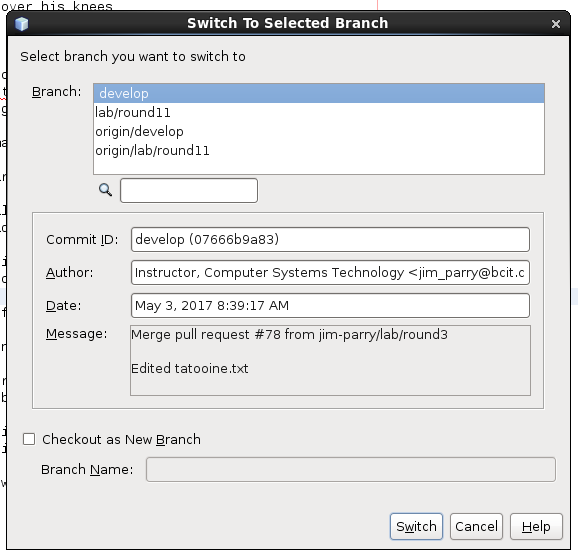 over his knees
Switch To Selected Branch
Select branch you want to switch to
Branch:
develop
lab/round11
origin/develop
origin/lab/round11
Commit ID: develop (07666b9a83)
Author: Instructor, Computer Systems Technology <jim_parry@bcit.c
Date: May 3, 2017 8:39:17 AM
Message: Merge pull request #78 from jim-parry/lab/round3
Edited tatooine.txt
Checkout as New Branch
Branch Name:
Switch Cancel Help